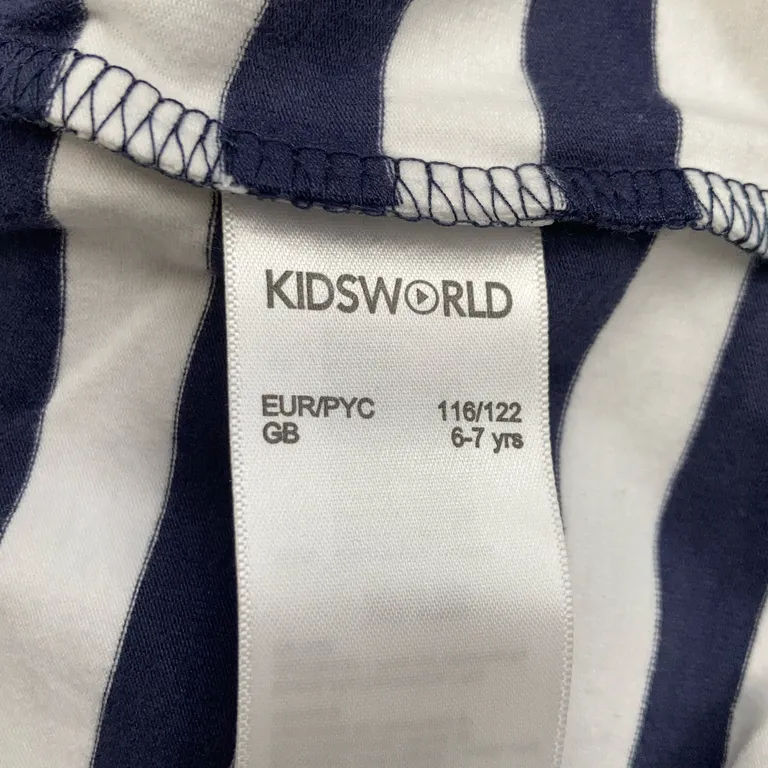 KIDSWORLD
EUR/PYC 116/122
GB 6-7 yrs